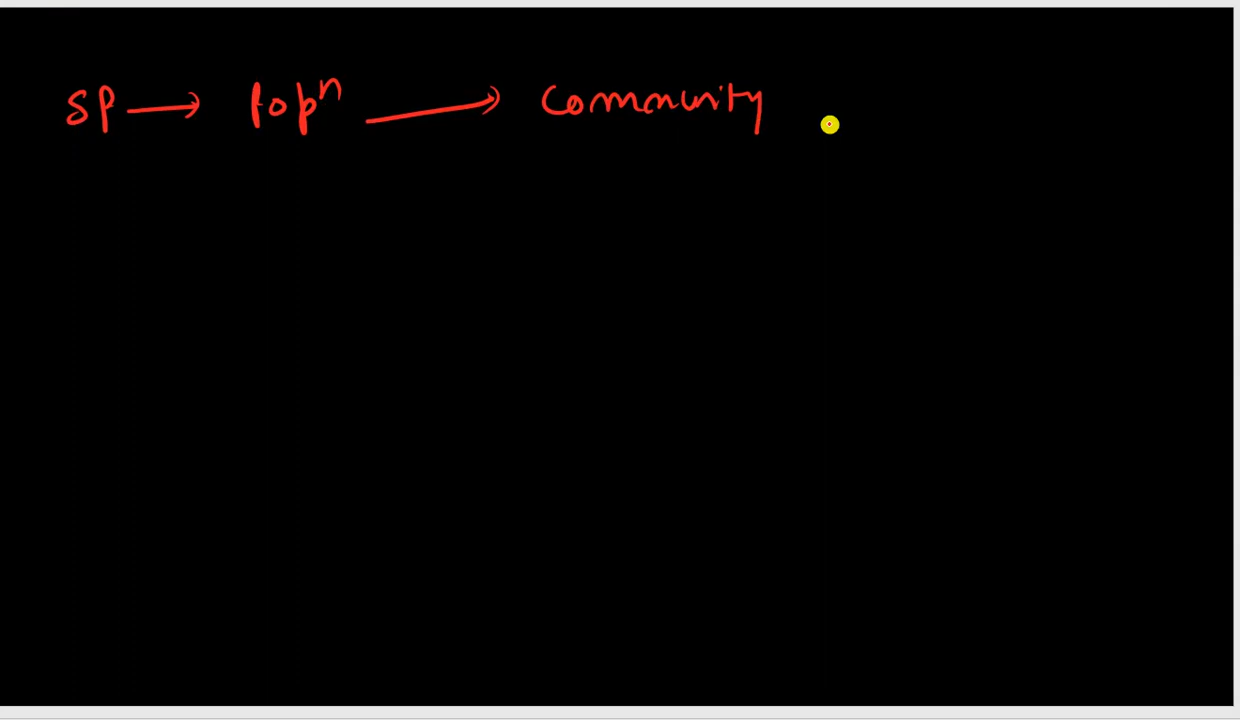 SP → Popⁿ → Community